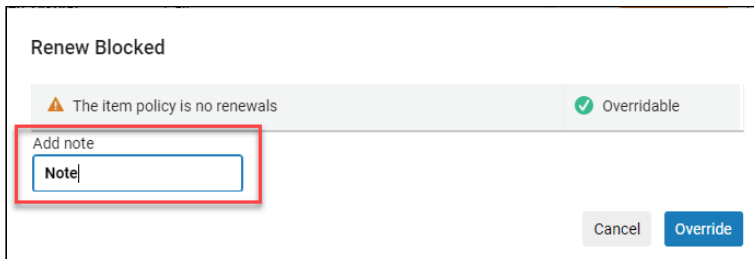 Renew Blocked
The item policy is no renewals Overridable
Add note
Note
Cancel Override